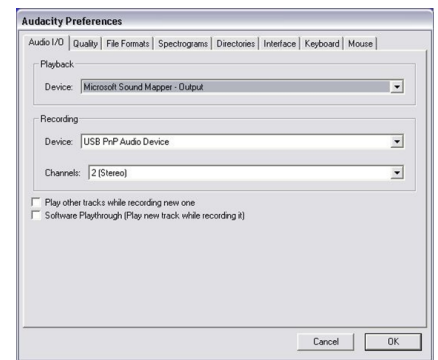 Audacity Preferences
Audio I/O Quality File Formats Spectrograms Directories Interface Keyboard Mouse
Playback
Device: Microsoft Sound Mapper - Output
Recording
Device: USB PnP Audio Device
Channels: 2 (Stereo)
Play other tracks while recording new one
Software Playthrough (Play new track while recording it)
Cancel OK